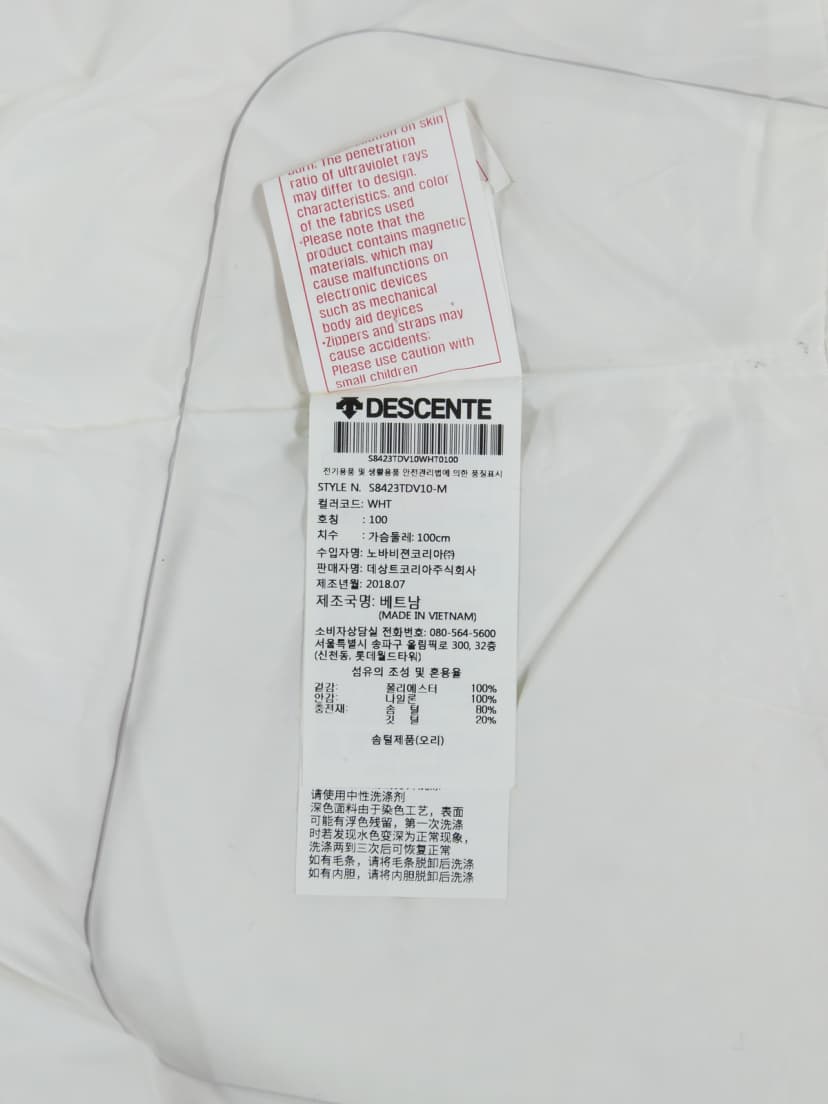 on skin
burn. The penetration
ratio of ultraviolet rays
may differ to design,
characteristics, and color
of the fabrics used
·Please note that the
product contains magnetic
materials, which may
cause malfunctions on
electronic devices
such as mechanical
body aid devices
·Zippers and straps may
cause accidents;
Please use caution with
small children
DESCENTE
S8423TDV10WHT0100
전기용품 및 생활용품 안전관리법에 의한 품질표시
STYLE N. S8423TDV10-M
컬러코드: WHT
호칭 : 100
치수 : 가슴둘레: 100cm
수입자명: 노바비젼코리아㈜
판매자명: 데상트코리아주식회사
제조년월: 2018.07
제조국명: 베트남
(MADE IN VIETNAM)
소비자상담실 전화번호: 080-564-5600
서울특별시 송파구 올림픽로 300, 32층
(신천동, 롯데월드타워)
섬유의 조성 및 혼용율
겉감: 폴리에스터 100%
안감: 나일론 100%
충전재: 솜 털 80%
깃 털 20%
솜털제품(오리)
请使用中性洗涤剂
深色面料由于染色工艺，表面
可能有浮色残留，第一次洗涤
时若发现水色变深为正常现象，
洗涤两到三次后可恢复正常
如有毛条，请将毛条脱卸后洗涤
如有内胆，请将内胆脱卸后洗涤